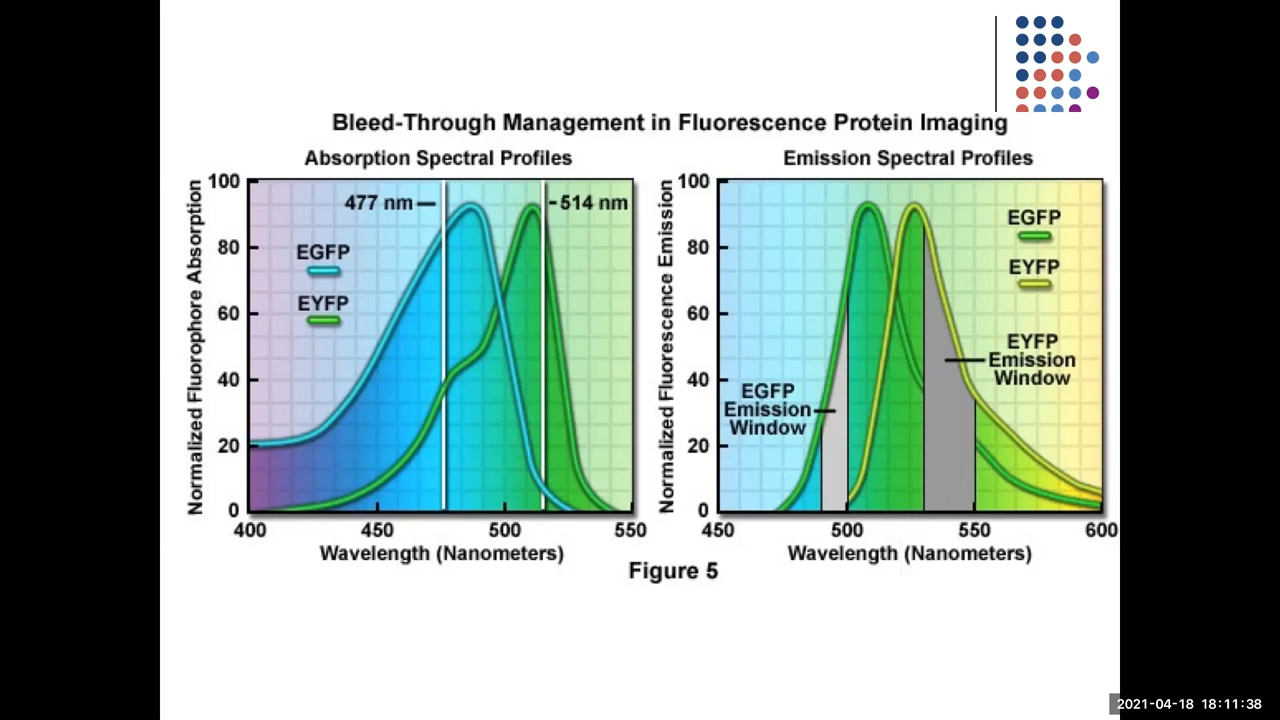 Bleed-Through Management in Fluorescence Protein Imaging
Absorption Spectral Profiles
Normalized Fluorophore Absorption
100
80
60
40
20
0
477 nm
514 nm
EGFP
EYFP
400
450
500
550
Wavelength (Nanometers)
Emission Spectral Profiles
Normalized Fluorescence Emission
100
80
60
40
20
0
EGFP
EYFP
EYFP
Emission
Window
EGFP
Emission
Window
450
500
550
600
Wavelength (Nanometers)
Figure 5
2021-04-18 18:11:38